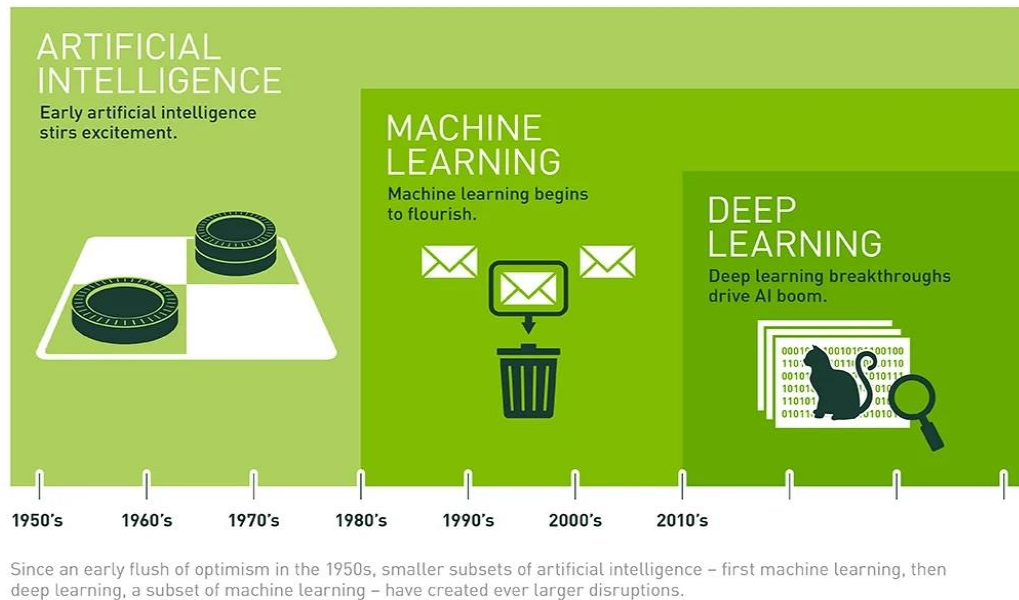 ARTIFICIAL
INTELLIGENCE
Early artificial intelligence
stirs excitement.
MACHINE
LEARNING
Machine learning begins
to flourish.
DEEP
LEARNING
Deep learning breakthroughs
drive AI boom.
1950's 1960's 1970's 1980's 1990's 2000's 2010's
Since an early flush of optimism in the 1950s, smaller subsets of artificial intelligence – first machine learning, then
deep learning, a subset of machine learning – have created ever larger disruptions.